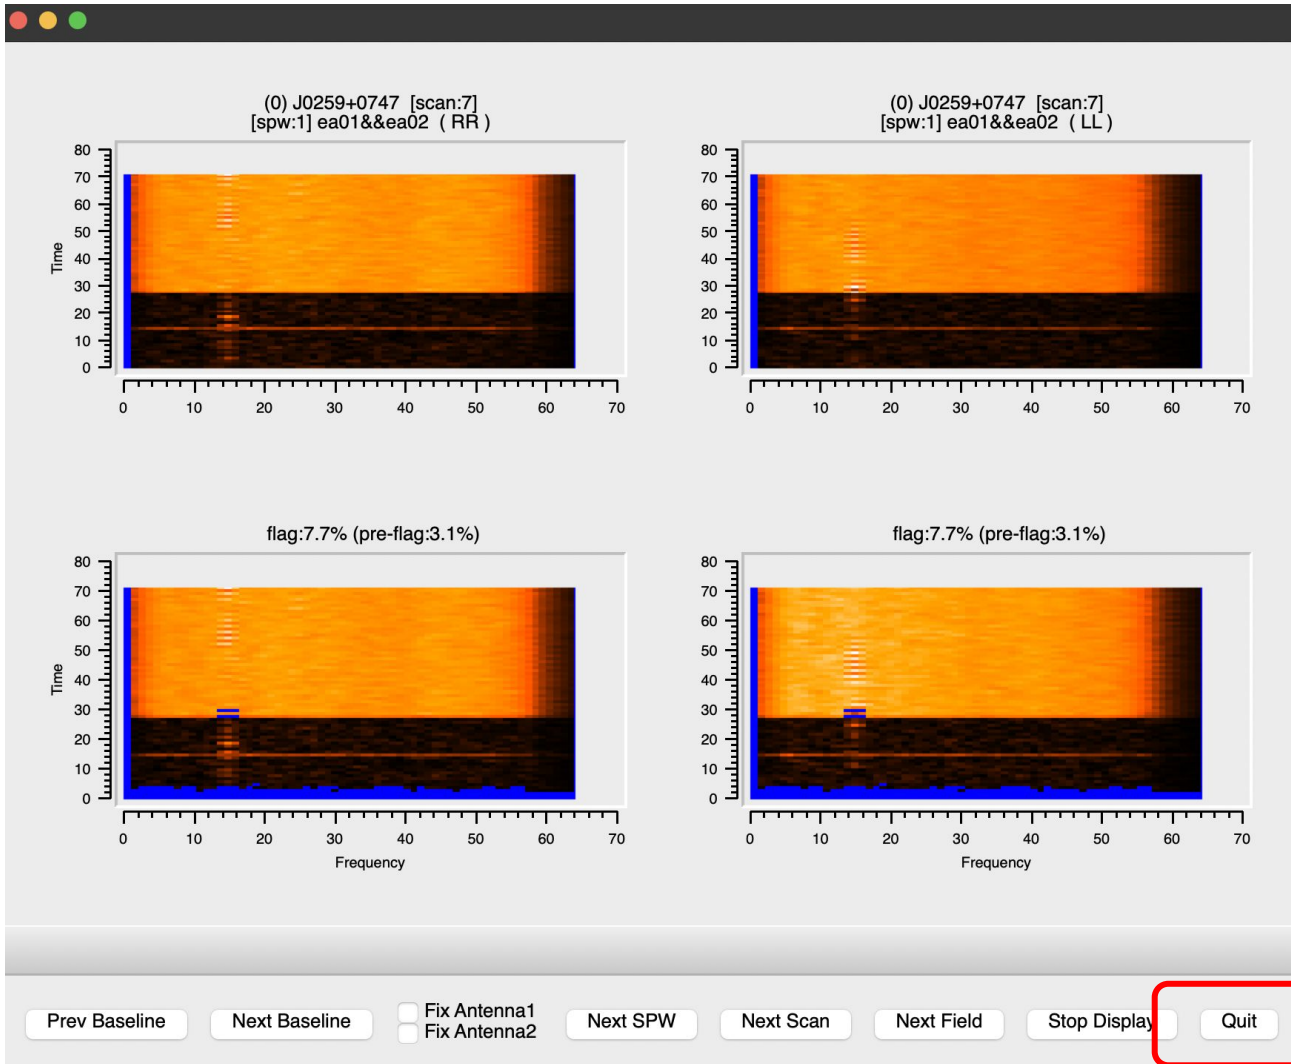 (0) J0259+0747 [scan:7]
[spw:1] ea01&&ea02 ( RR )
80
70
60
50
40
30
20
10
0
Time
0 10 20 30 40 50 60 70
(0) J0259+0747 [scan:7]
[spw:1] ea01&&ea02 ( LL )
80
70
60
50
40
30
20
10
0
0 10 20 30 40 50 60 70
flag:7.7% (pre-flag:3.1%)
80
70
60
50
40
30
20
10
0
Time
0 10 20 30 40 50 60 70
Frequency
flag:7.7% (pre-flag:3.1%)
80
70
60
50
40
30
20
10
0
0 10 20 30 40 50 60 70
Frequency
Prev Baseline
Next Baseline
Fix Antenna1
Fix Antenna2
Next SPW
Next Scan
Next Field
Stop Display
Quit